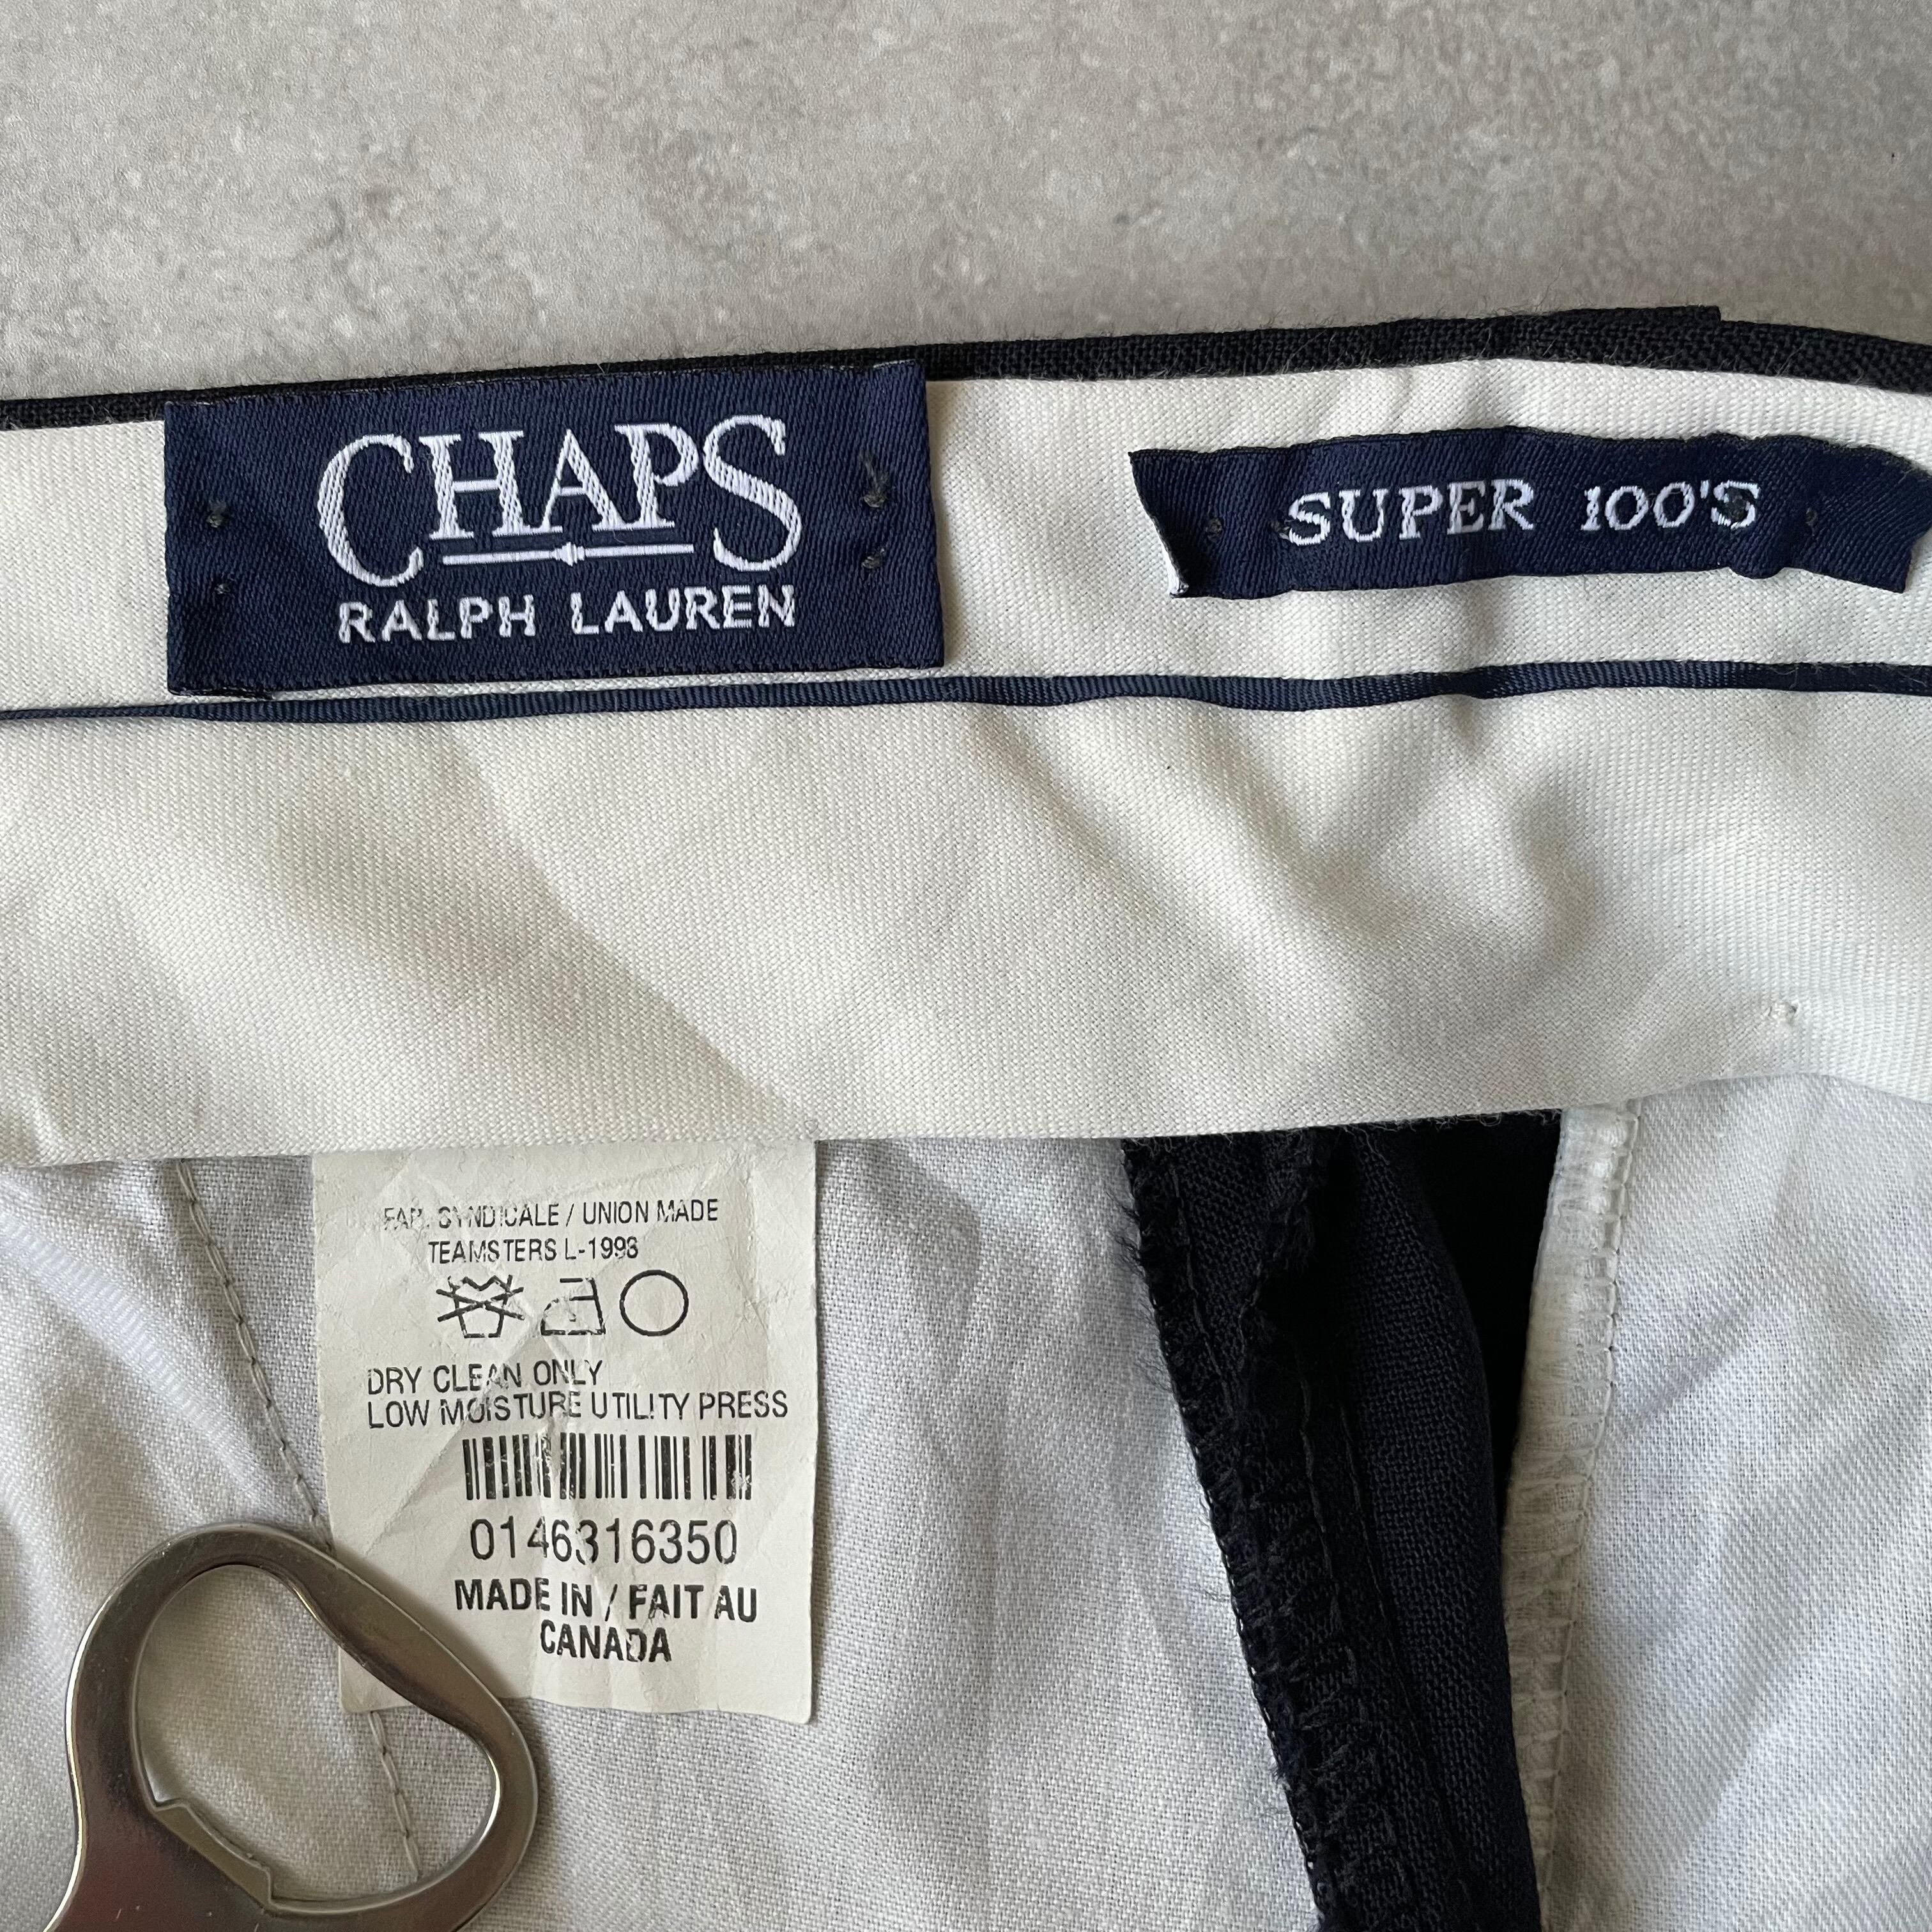 CHAPS
RALPH LAUREN
SUPER 100'S
FAB. SYNDICALE / UNION MADE
TEAMSTERS L-1998
DRY CLEAN ONLY
LOW MOISTURE UTILITY PRESS
0146316350
MADE IN / FAIT AU
CANADA